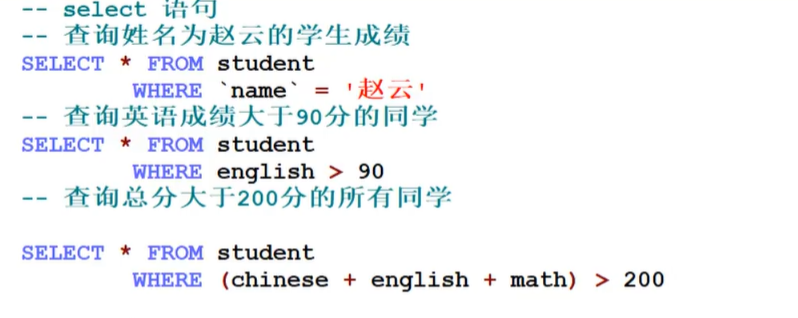 -- select 语句
-- 查询姓名为赵云的学生成绩
SELECT * FROM student
WHERE `name` = '赵云'
-- 查询英语成绩大于90分的同学
SELECT * FROM student
WHERE english > 90
-- 查询总分大于200分的所有同学
SELECT * FROM student
WHERE (chinese + english + math) > 200